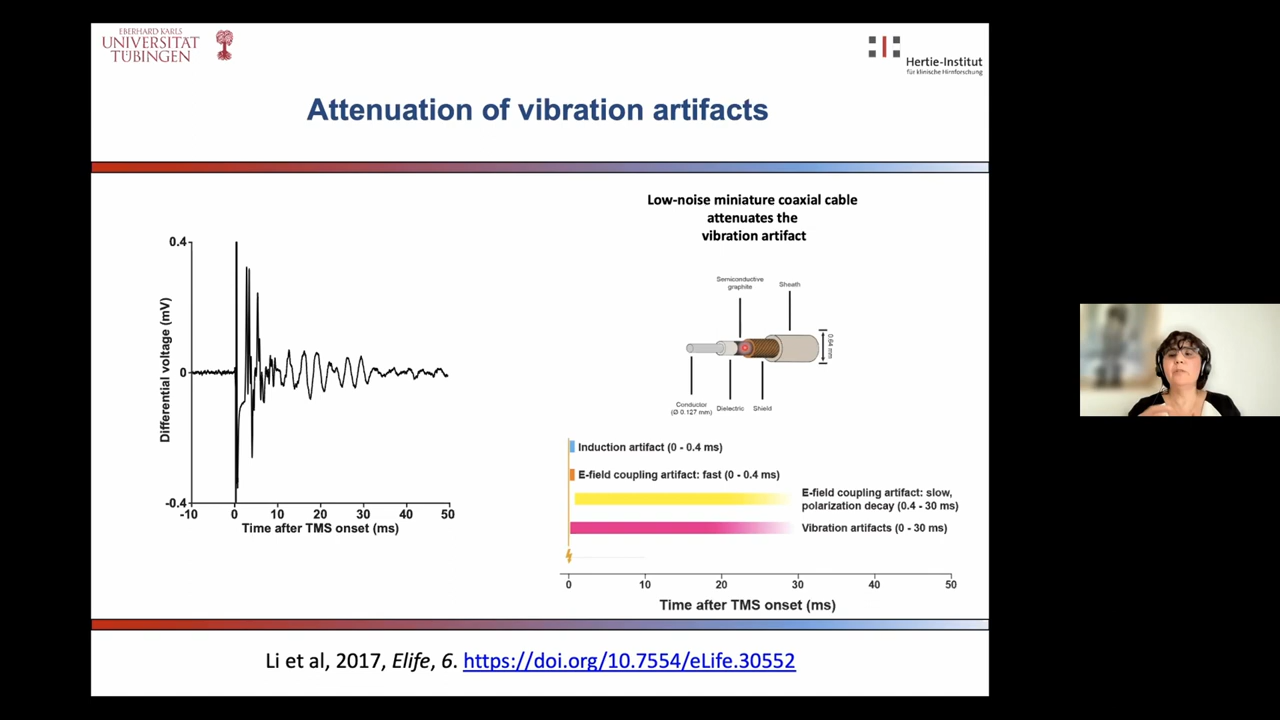 EBERHARD KARLS
UNIVERSITÄT
TÜBINGEN
Hertie-Institut
für klinische Hirnforschung
Attenuation of vibration artifacts
Low-noise miniature coaxial cable
attenuates the
vibration artifact
0.4
0
-0.4
Differential voltage (mV)
-10 0 10 20 30 40 50
Time after TMS onset (ms)
Semiconductive
graphite
Sheath
0.64 mm
Conductor
(Ø 0.127 mm)
Dielectric
Shield
Induction artifact (0 - 0.4 ms)
E-field coupling artifact: fast (0 - 0.4 ms)
E-field coupling artifact: slow,
polarization decay (0.4 - 30 ms)
Vibration artifacts (0 - 30 ms)
0 10 20 30 40 50
Time after TMS onset (ms)
Li et al, 2017, Elife, 6. https://doi.org/10.7554/eLife.30552